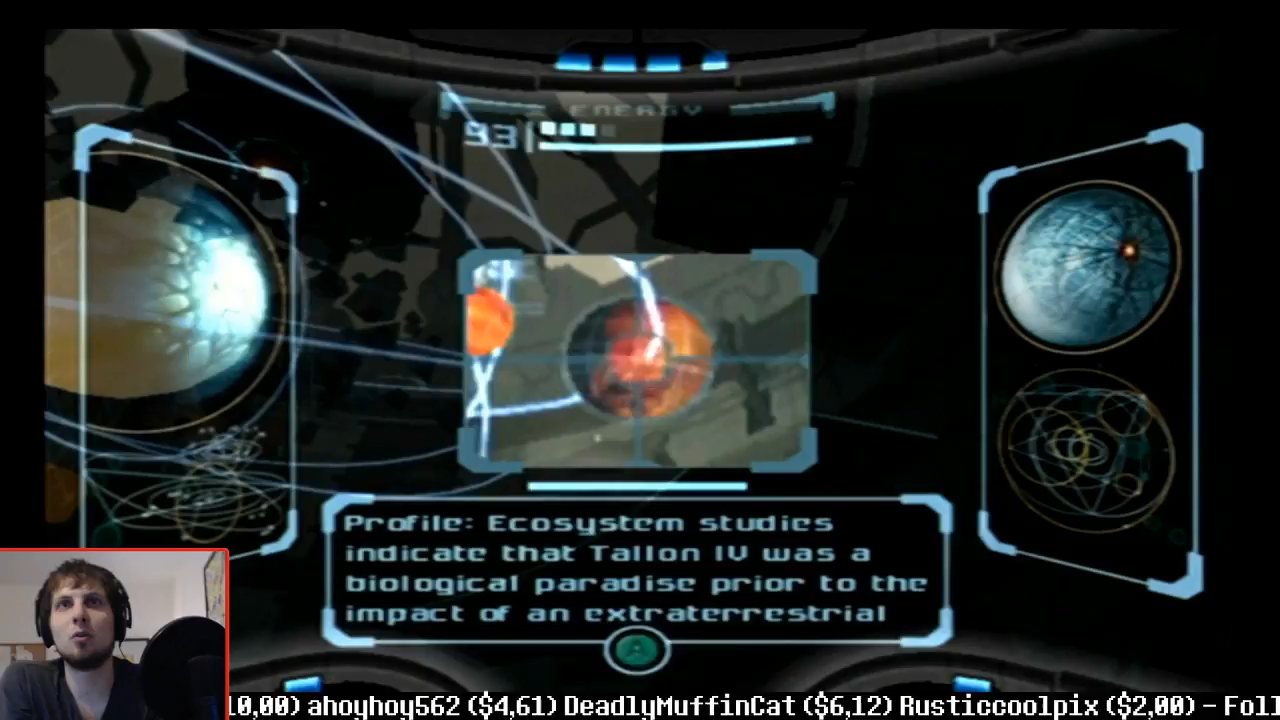 ENERGY
93
Profile: Ecosystem studies
indicate that Tallon IV was a
biological paradise prior to the
impact of an extraterrestrial
A
10,00) ahoyhoy562 ($4,61) DeadlyMuffinCat ($6,12) Rusticcoolpix ($2,00) - Foll